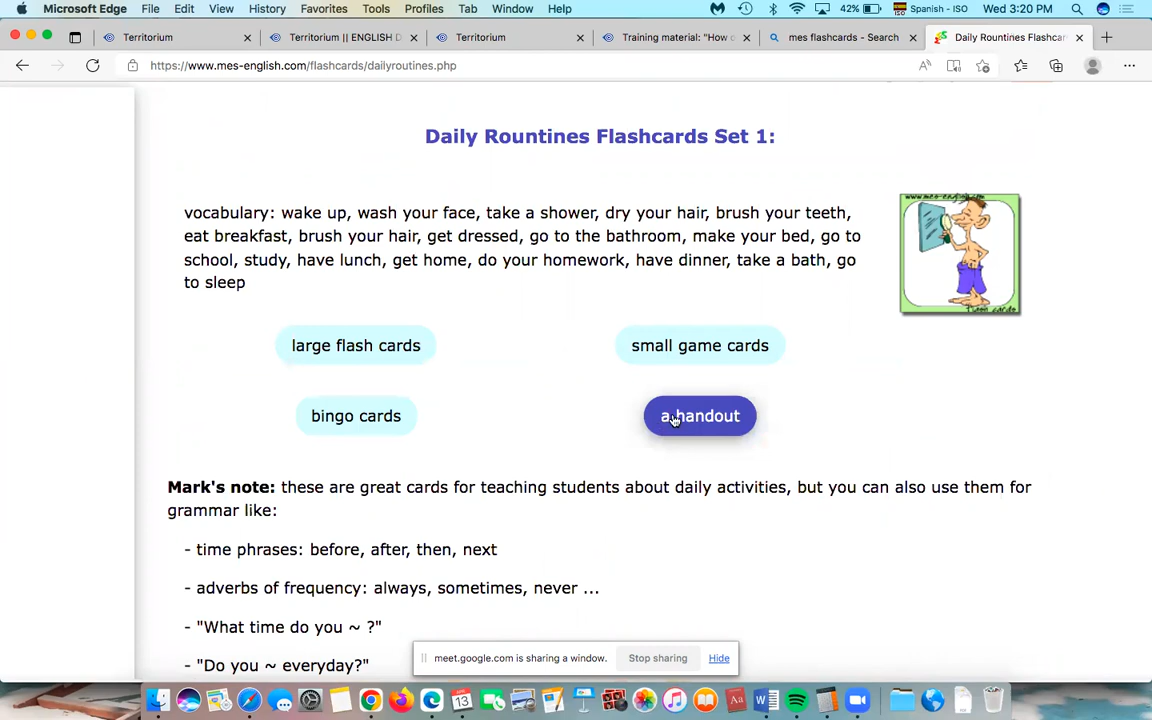 Microsoft Edge File Edit View History Favorites Tools Profiles Tab Window Help 42% Spanish - ISO Wed 3:20 PM
Territorium Territorium || ENGLISH D Territorium Training material: "How c mes flashcards - Search Daily Rountines Flashcar
https://www.mes-english.com/flashcards/dailyroutines.php
Daily Rountines Flashcards Set 1:
vocabulary: wake up, wash your face, take a shower, dry your hair, brush your teeth,
eat breakfast, brush your hair, get dressed, go to the bathroom, make your bed, go to
school, study, have lunch, get home, do your homework, have dinner, take a bath, go
to sleep
www.mes-english.com
flash cards
large flash cards
small game cards
bingo cards
a handout
Mark's note: these are great cards for teaching students about daily activities, but you can also use them for
grammar like:
- time phrases: before, after, then, next
- adverbs of frequency: always, sometimes, never ...
- "What time do you ~ ?"
- "Do you ~ everyday?"
meet.google.com is sharing a window. Stop sharing Hide